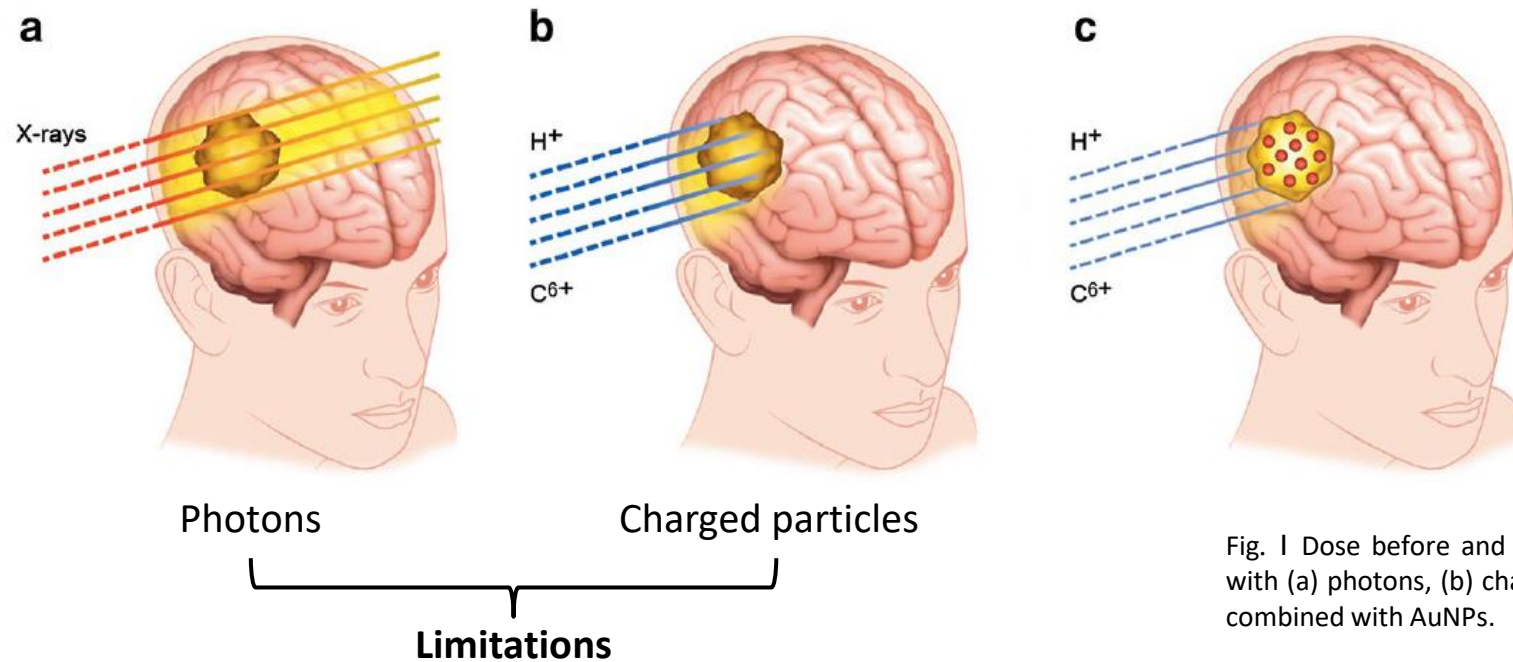 a
b
c
X-rays
H⁺
C⁶⁺
H⁺
C⁶⁺
Photons
Charged particles
Limitations
Fig. I Dose before and
with (a) photons, (b) cha
combined with AuNPs.